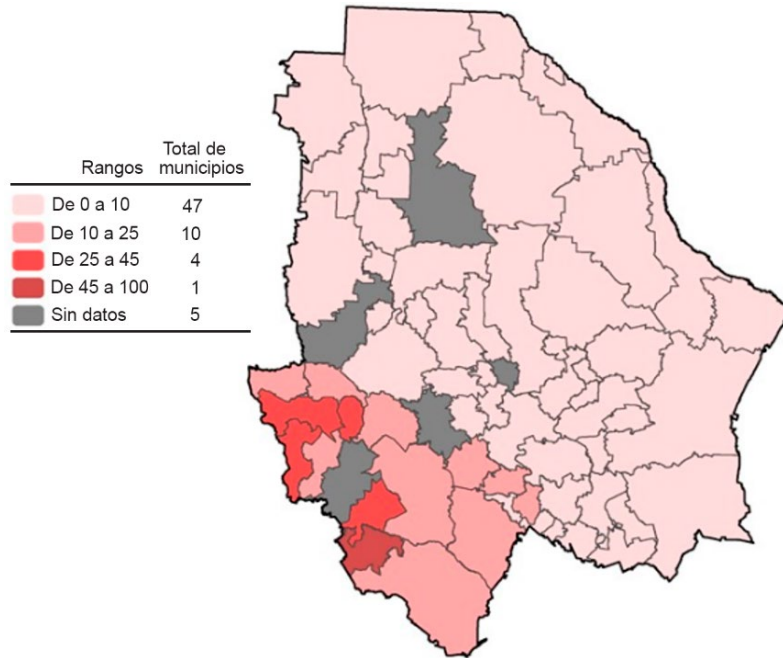 Rangos Total de municipios
De 0 a 10 47
De 10 a 25 10
De 25 a 45 4
De 45 a 100 1
Sin datos 5